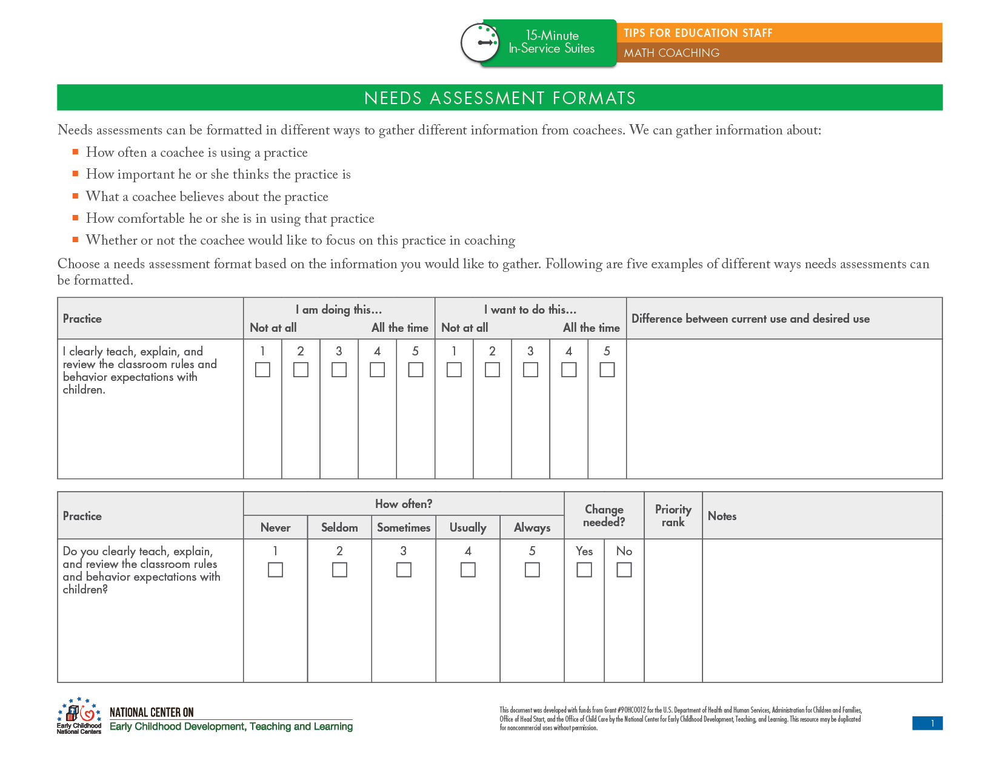 15-Minute
In-Service Suites
TIPS FOR EDUCATION STAFF
MATH COACHING
NEEDS ASSESSMENT FORMATS
Needs assessments can be formatted in different ways to gather different information from coachees. We can gather information about:
■ How often a coachee is using a practice
■ How important he or she thinks the practice is
■ What a coachee believes about the practice
■ How comfortable he or she is in using that practice
■ Whether or not the coachee would like to focus on this practice in coaching
Choose a needs assessment format based on the information you would like to gather. Following are five examples of different ways needs assessments can
be formatted.
Practice
I am doing this...
Not at all All the time
I want to do this...
Not at all All the time
Difference between current use and desired use
I clearly teach, explain, and
review the classroom rules and
behavior expectations with
children.
1 2 3 4 5 1 2 3 4 5
Practice
How often?
Never Seldom Sometimes Usually Always
Change
needed?
Priority
rank
Notes
Do you clearly teach, explain,
and review the classroom rules
and behavior expectations with
children?
1 2 3 4 5 Yes No
Early Childhood
National Centers
NATIONAL CENTER ON
Early Childhood Development, Teaching and Learning
This document was developed with funds from Grant #90HC0012 for the U.S. Department of Health and Human Services, Administration for Children and Families,
Office of Head Start, and the Office of Child Care by the National Center for Early Childhood Development, Teaching, and Learning. This resource may be duplicated
for noncommercial uses without permission.
1